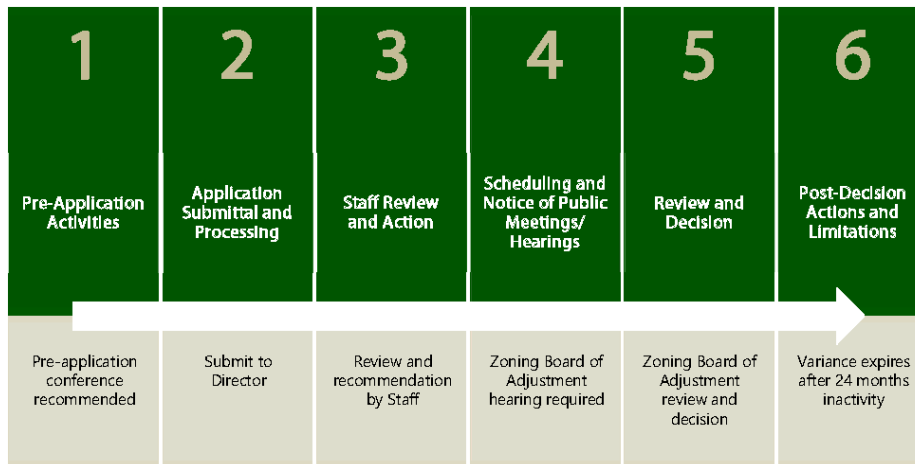 1
Pre-Application
Activities
Pre-application
conference
recommended
2
Application
Submittal and
Processing
Submit to
Director
3
Staff Review
and Action
Review and
recommendation
by Staff
4
Scheduling and
Notice of Public
Meetings/
Hearings
Zoning Board of
Adjustment
hearing required
5
Review and
Decision
Zoning Board of
Adjustment
review and
decision
6
Post-Decision
Actions and
Limitations
Variance expires
after 24 months
inactivity